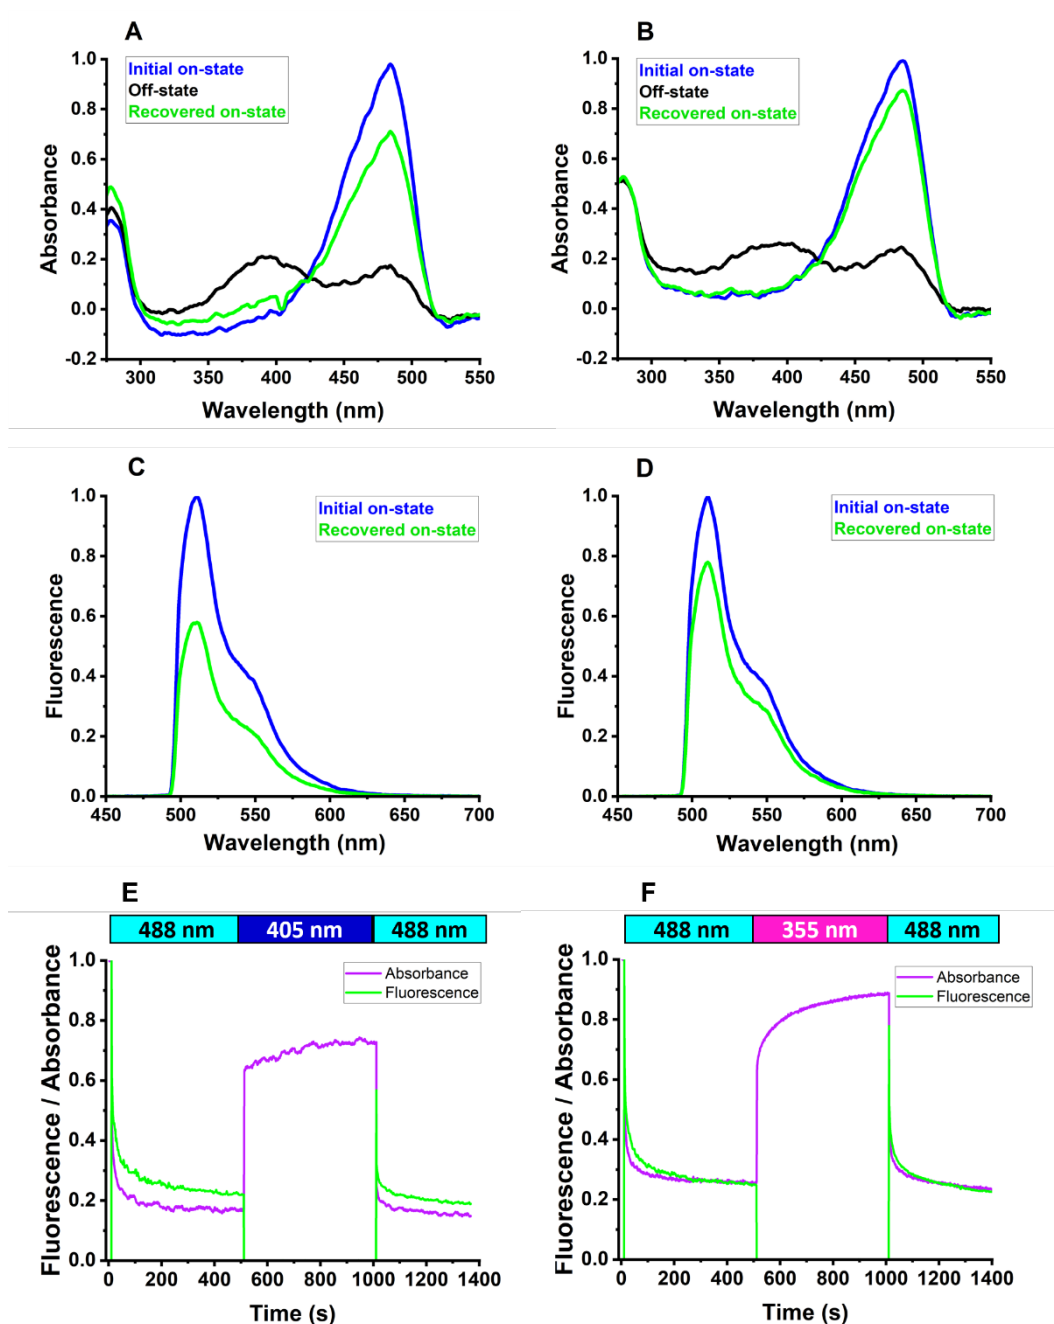 A
Initial on-state
Off-state
Recovered on-state
1.0
0.8
0.6
0.4
0.2
0.0
-0.2
Absorbance
300 350 400 450 500 550
Wavelength (nm)
B
Initial on-state
Off-state
Recovered on-state
1.0
0.8
0.6
0.4
0.2
0.0
-0.2
Absorbance
300 350 400 450 500 550
Wavelength (nm)
C
Initial on-state
Recovered on-state
1.0
0.8
0.6
0.4
0.2
0.0
Fluorescence
450 500 550 600 650 700
Wavelength (nm)
D
Initial on-state
Recovered on-state
1.0
0.8
0.6
0.4
0.2
0.0
Fluorescence
450 500 550 600 650 700
Wavelength (nm)
E
488 nm 405 nm 488 nm
Absorbance
Fluorescence
1.0
0.8
0.6
0.4
0.2
0.0
Fluorescence / Absorbance
0 200 400 600 800 1000 1200 1400
Time (s)
F
488 nm 355 nm 488 nm
Absorbance
Fluorescence
1.0
0.8
0.6
0.4
0.2
0.0
Fluorescence / Absorbance
0 200 400 600 800 1000 1200 1400
Time (s)